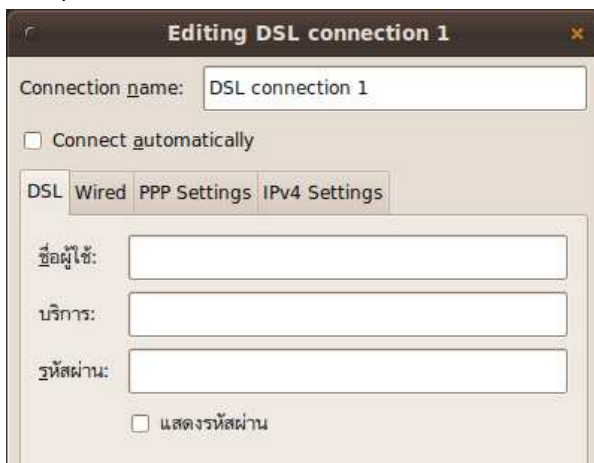 Editing DSL connection 1
Connection name: DSL connection 1
Connect automatically
DSL Wired PPP Settings IPv4 Settings
ชื่อผู้ใช้:
บริการ:
รหัสผ่าน:
แสดงรหัสผ่าน